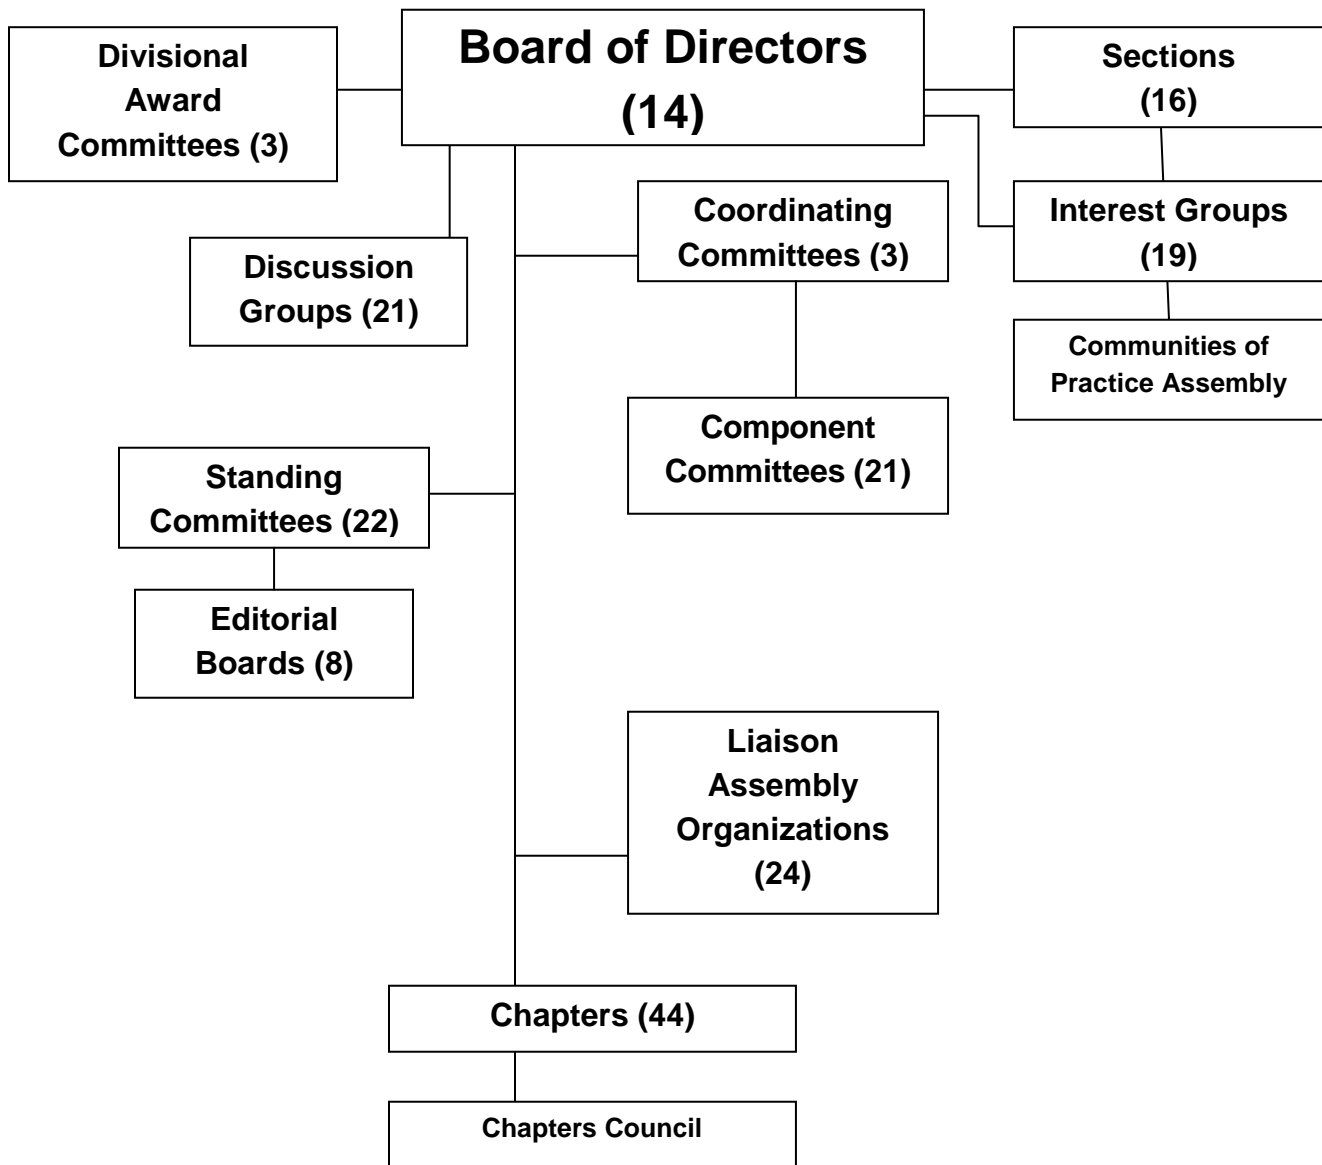 Divisional
Award
Committees (3)
Board of Directors
(14)
Sections
(16)
Coordinating
Committees (3)
Interest Groups
(19)
Discussion
Groups (21)
Communities of
Practice Assembly
Component
Committees (21)
Standing
Committees (22)
Editorial
Boards (8)
Liaison
Assembly
Organizations
(24)
Chapters (44)
Chapters Council